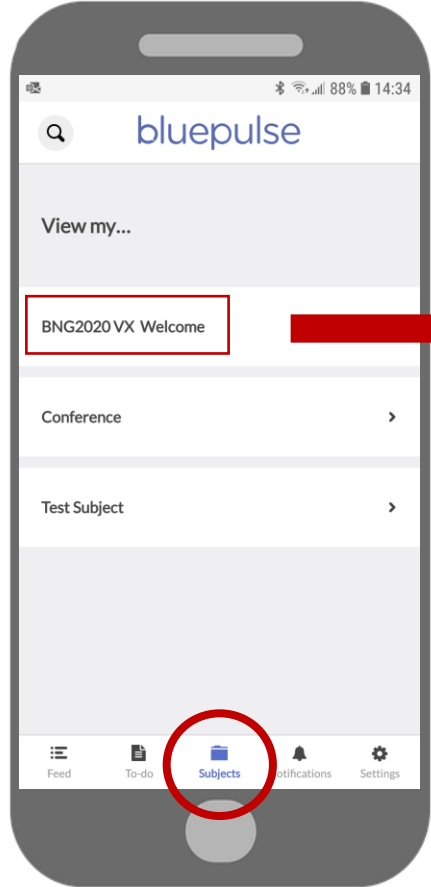 88% 14:34
bluepulse
View my...
BNG2020 VX Welcome
Conference
Test Subject
Feed To-do Subjects otifications Settings